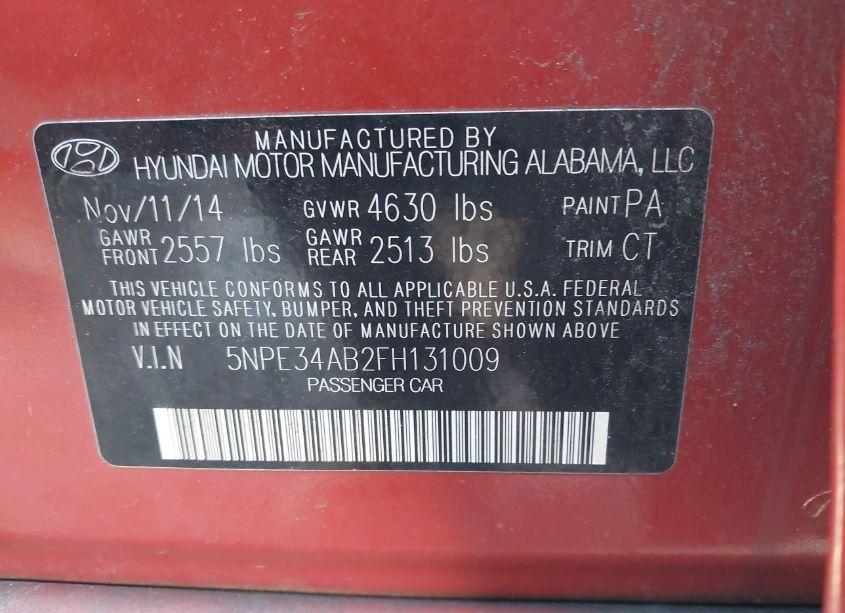 MANUFACTURED BY
HYUNDAI MOTOR MANUFACTURING ALABAMA, LLC
Nov/11/14 GVWR 4630 lbs PAINT PA
GAWR FRONT 2557 lbs GAWR REAR 2513 lbs TRIM CT
THIS VEHICLE CONFORMS TO ALL APPLICABLE U.S.A. FEDERAL
MOTOR VEHICLE SAFETY, BUMPER, AND THEFT PREVENTION STANDARDS
IN EFFECT ON THE DATE OF MANUFACTURE SHOWN ABOVE
V.I.N 5NPE34AB2FH131009
PASSENGER CAR